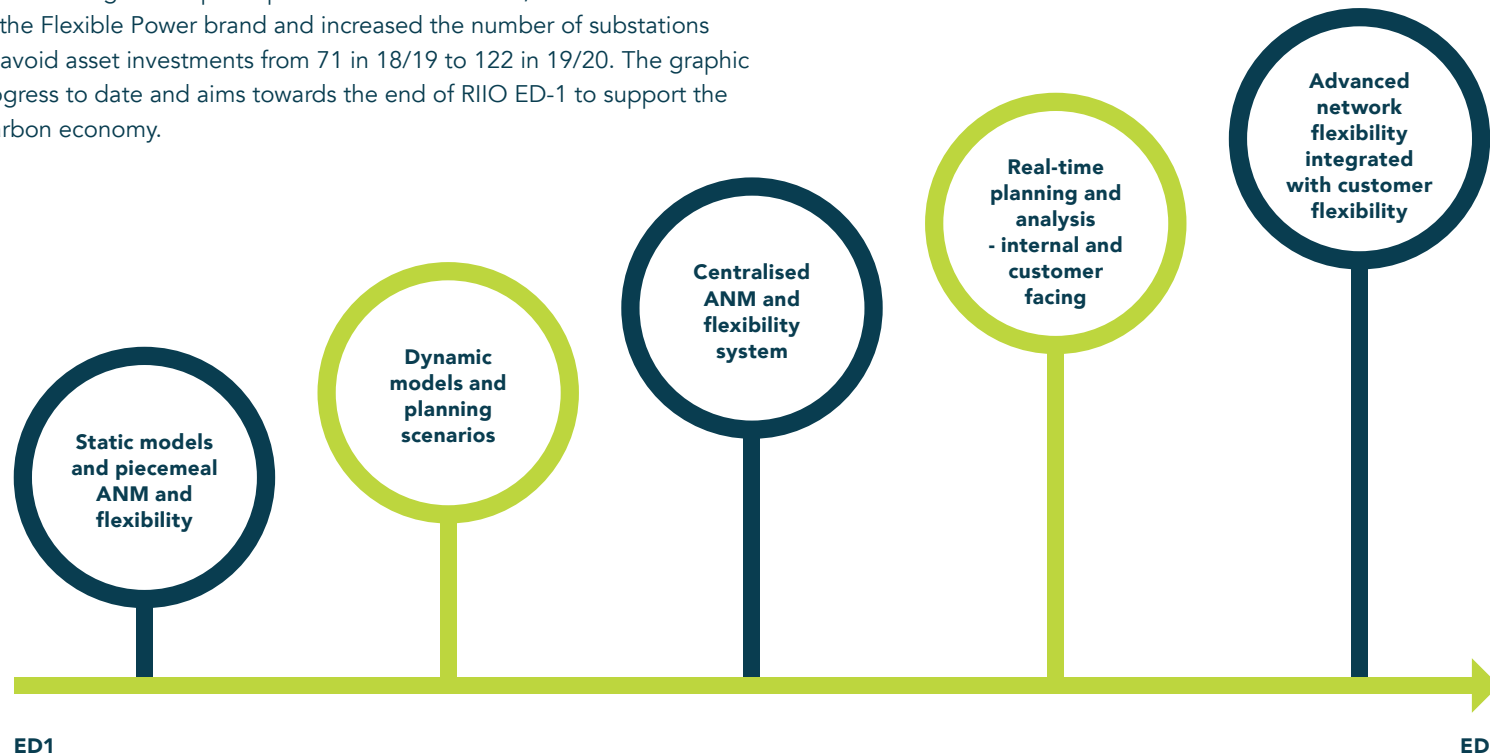 the Flexible Power brand and increased the number of substations
avoid asset investments from 71 in 18/19 to 122 in 19/20. The graphic
ogress to date and aims towards the end of RIIO ED-1 to support the
arbon economy.
Static models
and piecemeal
ANM and
flexibility
Dynamic
models and
planning
scenarios
Centralised
ANM and
flexibility
system
Real-time
planning and
analysis
- internal and
customer
facing
Advanced
network
flexibility
integrated
with customer
flexibility
ED1
ED